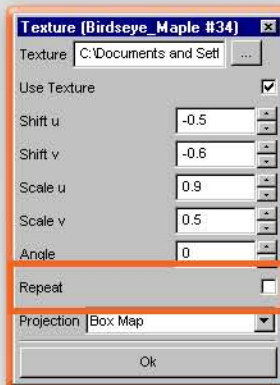 Texture (Birdseye_Maple #34)
Texture C:\Documents and Setl ...
Use Texture
Shift u -0.5
Shift v -0.6
Scale u 0.9
Scale v 0.5
Angle 0
Repeat
Projection Box Map
Ok